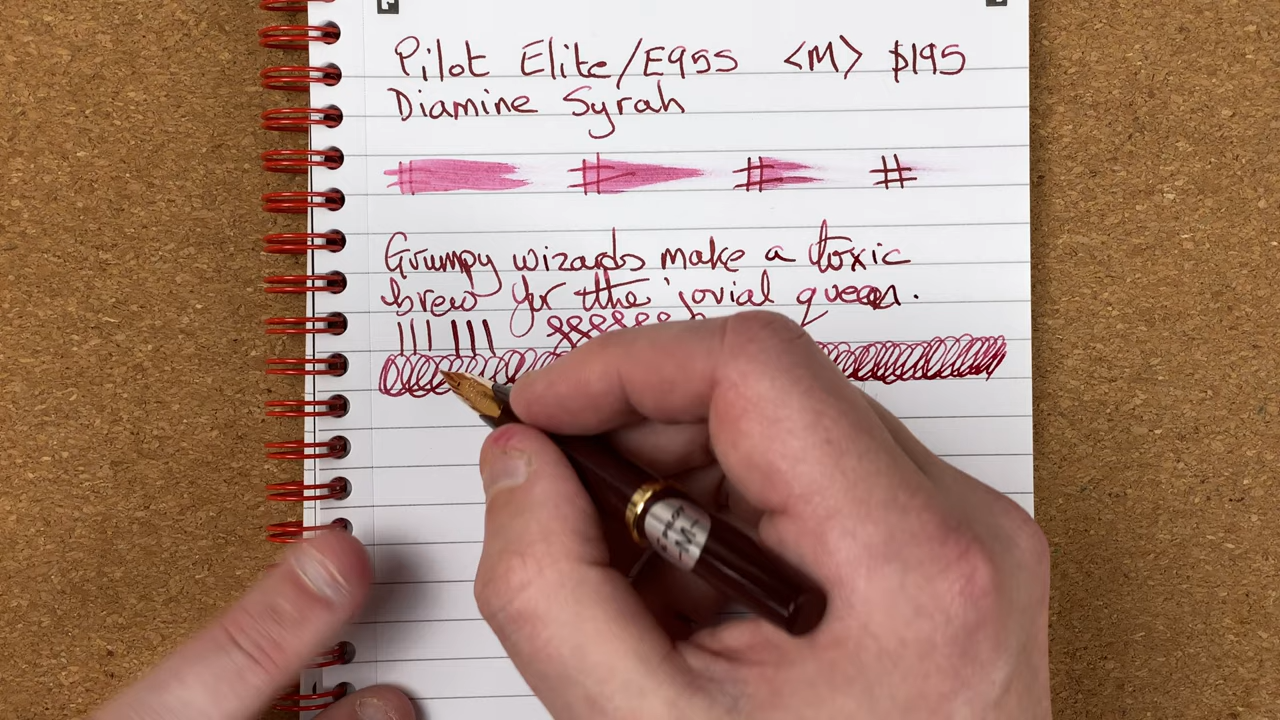 Pilot Elite/E95S <M> $195
Diamine Syrah
# # # #
Grumpy wizards make a toxic
brew for the jovial queen.
-M-